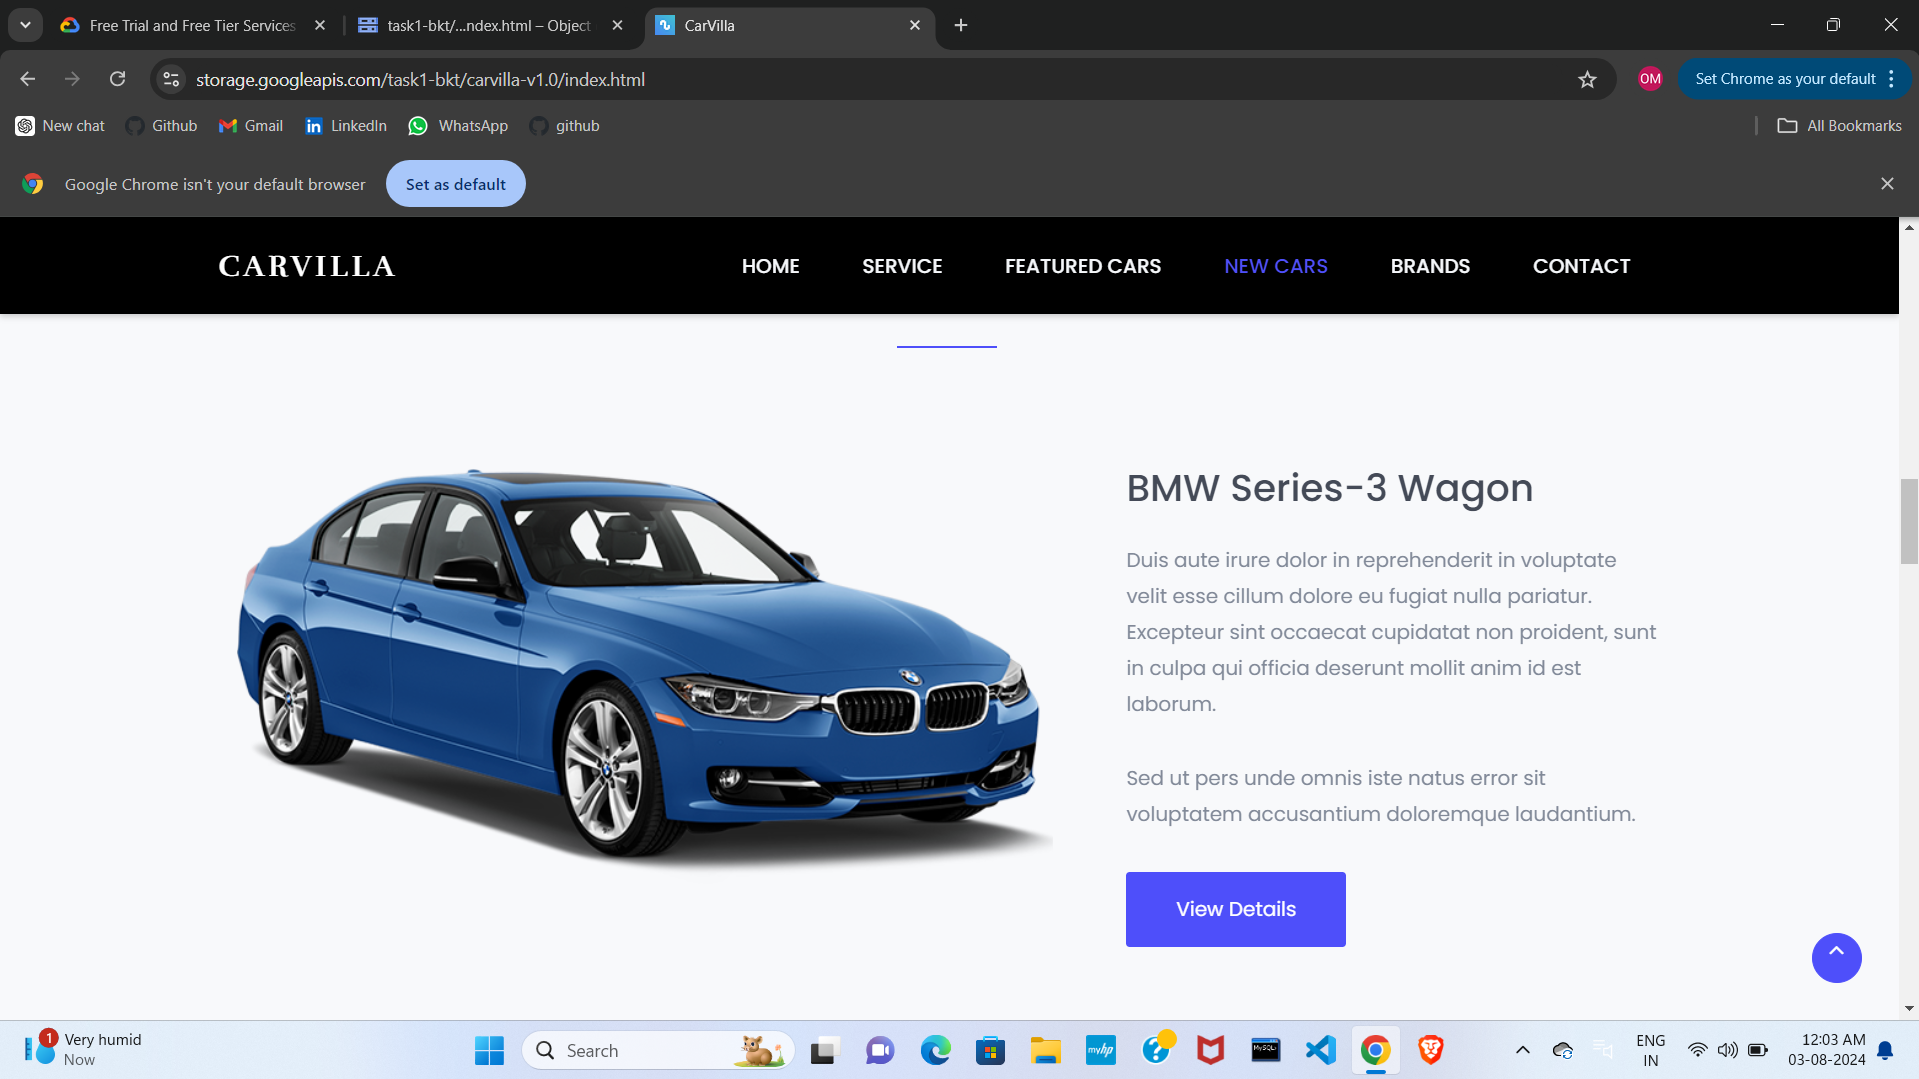 Free Trial and Free Tier Services
task1-bkt/...ndex.html – Object
CarVilla
storage.googleapis.com/task1-bkt/carvilla-v1.0/index.html
OM
Set Chrome as your default
New chat
Github
Gmail
LinkedIn
WhatsApp
github
All Bookmarks
Google Chrome isn't your default browser
Set as default
CARVILLA
HOME
SERVICE
FEATURED CARS
NEW CARS
BRANDS
CONTACT
BMW Series-3 Wagon
Duis aute irure dolor in reprehenderit in voluptate
velit esse cillum dolore eu fugiat nulla pariatur.
Excepteur sint occaecat cupidatat non proident, sunt
in culpa qui officia deserunt mollit anim id est
laborum.
Sed ut pers unde omnis iste natus error sit
voluptatem accusantium doloremque laudantium.
View Details
1
Very humid
Now
Search
myhp
MySQL
ENG
IN
12:03 AM
03-08-2024